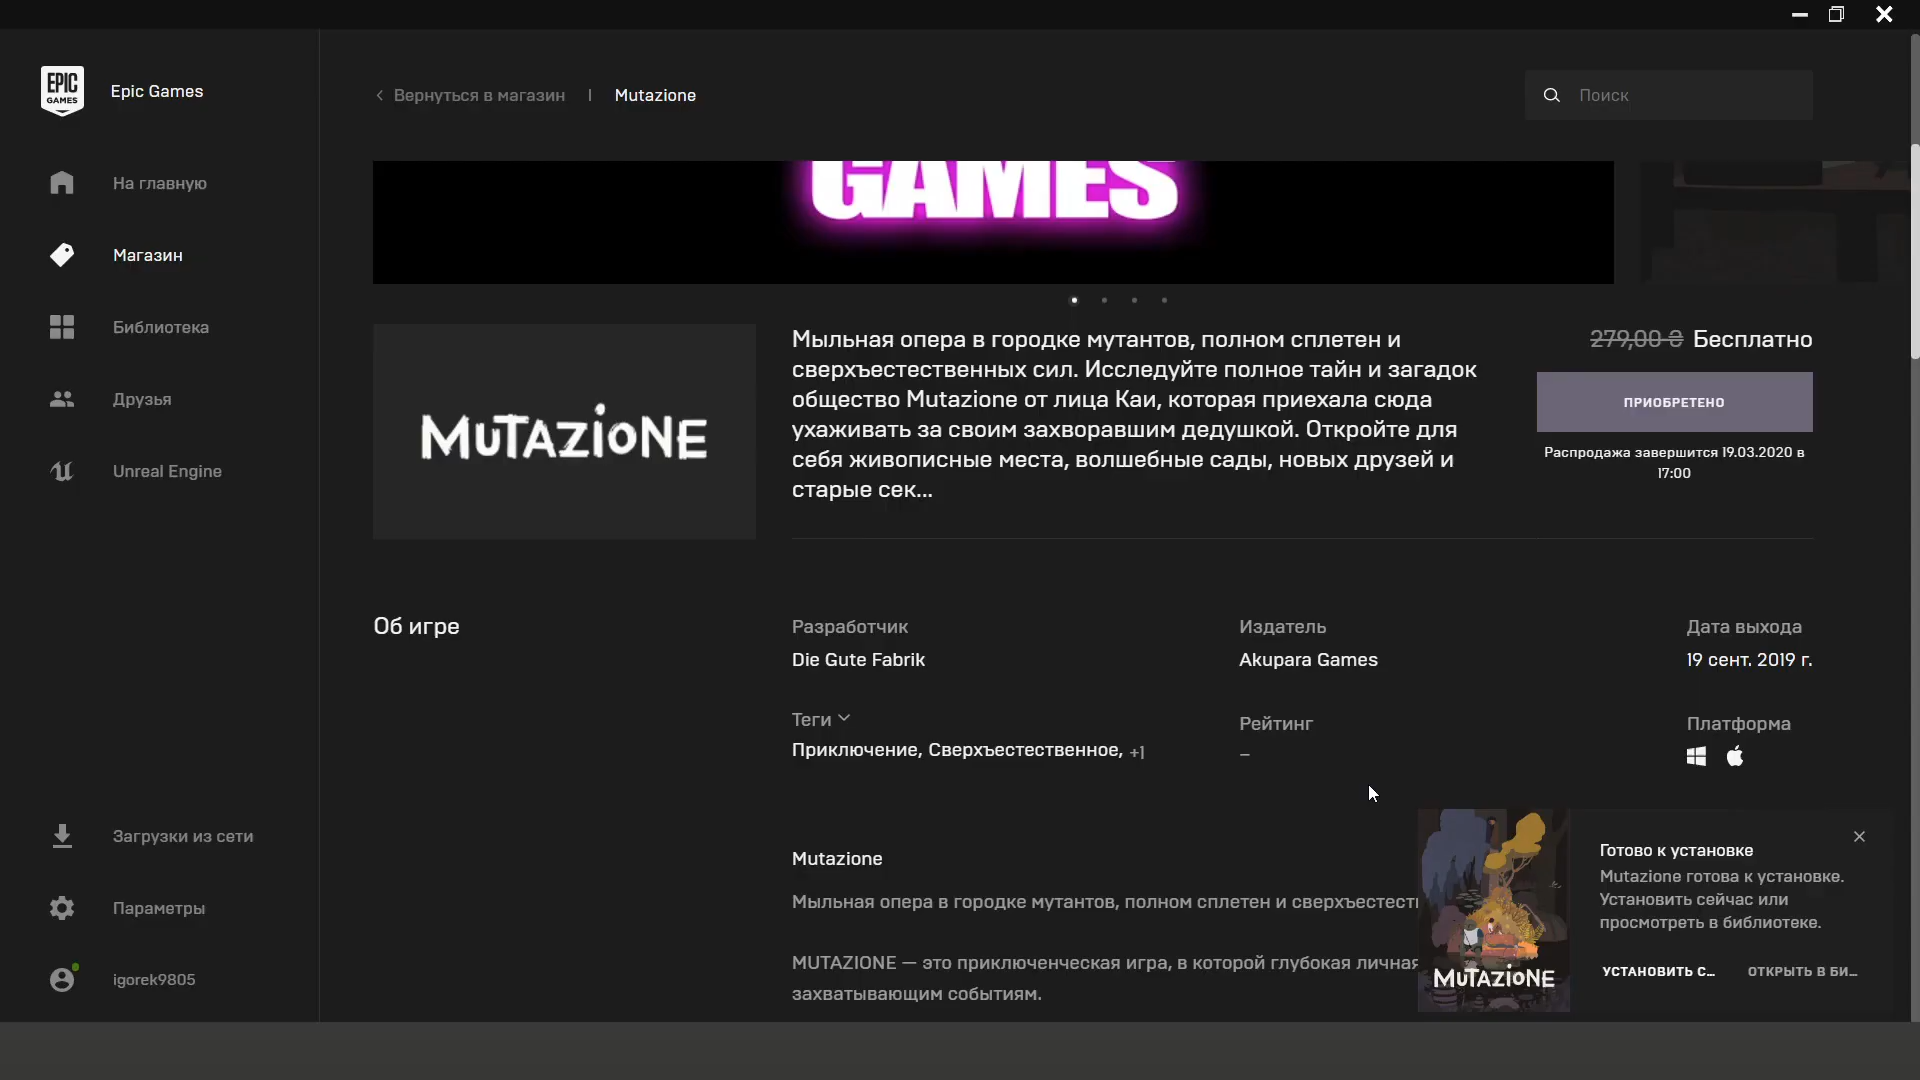 EPIC
GAMES
Epic Games
Вернуться в магазин | Mutazione
Поиск
На главную
Магазин
Библиотека
Друзья
Unreal Engine
Загрузки из сети
Параметры
igorek9805
GAMES
MUTAZIONE
Мыльная опера в городке мутантов, полном сплетен и
сверхъестественных сил. Исследуйте полное тайн и загадок
общество Mutazione от лица Каи, которая приехала сюда
ухаживать за своим захворавшим дедушкой. Откройте для
себя живописные места, волшебные сады, новых друзей и
старые сек...
279,00 ₴ Бесплатно
ПРИОБРЕТЕНО
Распродажа завершится 19.03.2020 в
17:00
Об игре
Разработчик
Die Gute Fabrik
Издатель
Akupara Games
Дата выхода
19 сент. 2019 г.
Теги
Приключение, Сверхъестественное, +1
Рейтинг
–
Платформа
Mutazione
Мыльная опера в городке мутантов, полном сплетен и сверхъестест
MUTAZIONE — это приключенческая игра, в которой глубокая личная
захватывающим событиям.
MUTAZIONE
Готово к установке
Mutazione готова к установке.
Установить сейчас или
просмотреть в библиотеке.
УСТАНОВИТЬ С...
ОТКРЫТЬ В БИ...